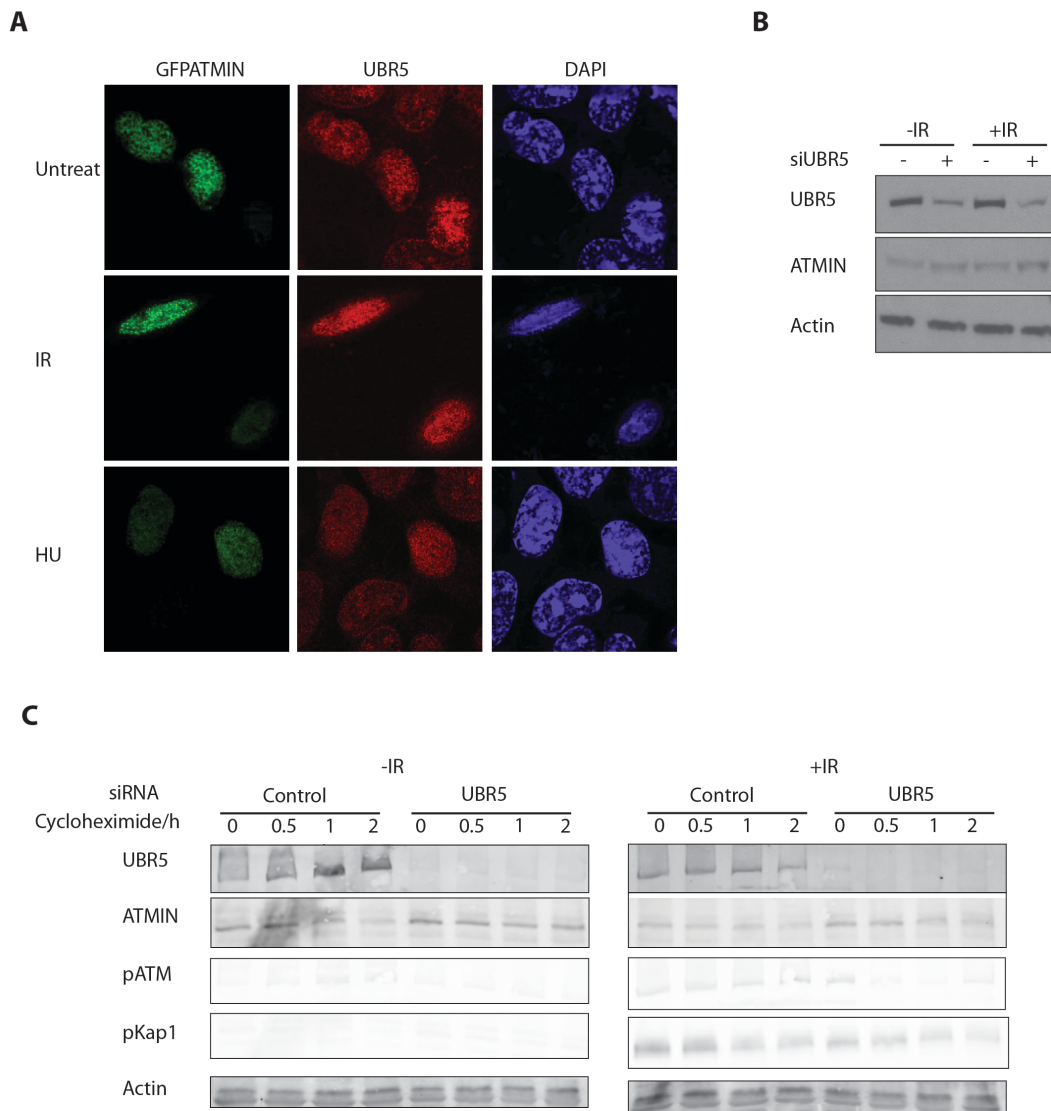 A
GFPATMIN UBR5 DAPI
Untreat
IR
HU
B
-IR +IR
siUBR5 - + - +
UBR5
ATMIN
Actin
C
-IR +IR
siRNA Control UBR5 Control UBR5
Cycloheximide/h 0 0.5 1 2 0 0.5 1 2 0 0.5 1 2 0 0.5 1 2
UBR5
ATMIN
pATM
pKap1
Actin